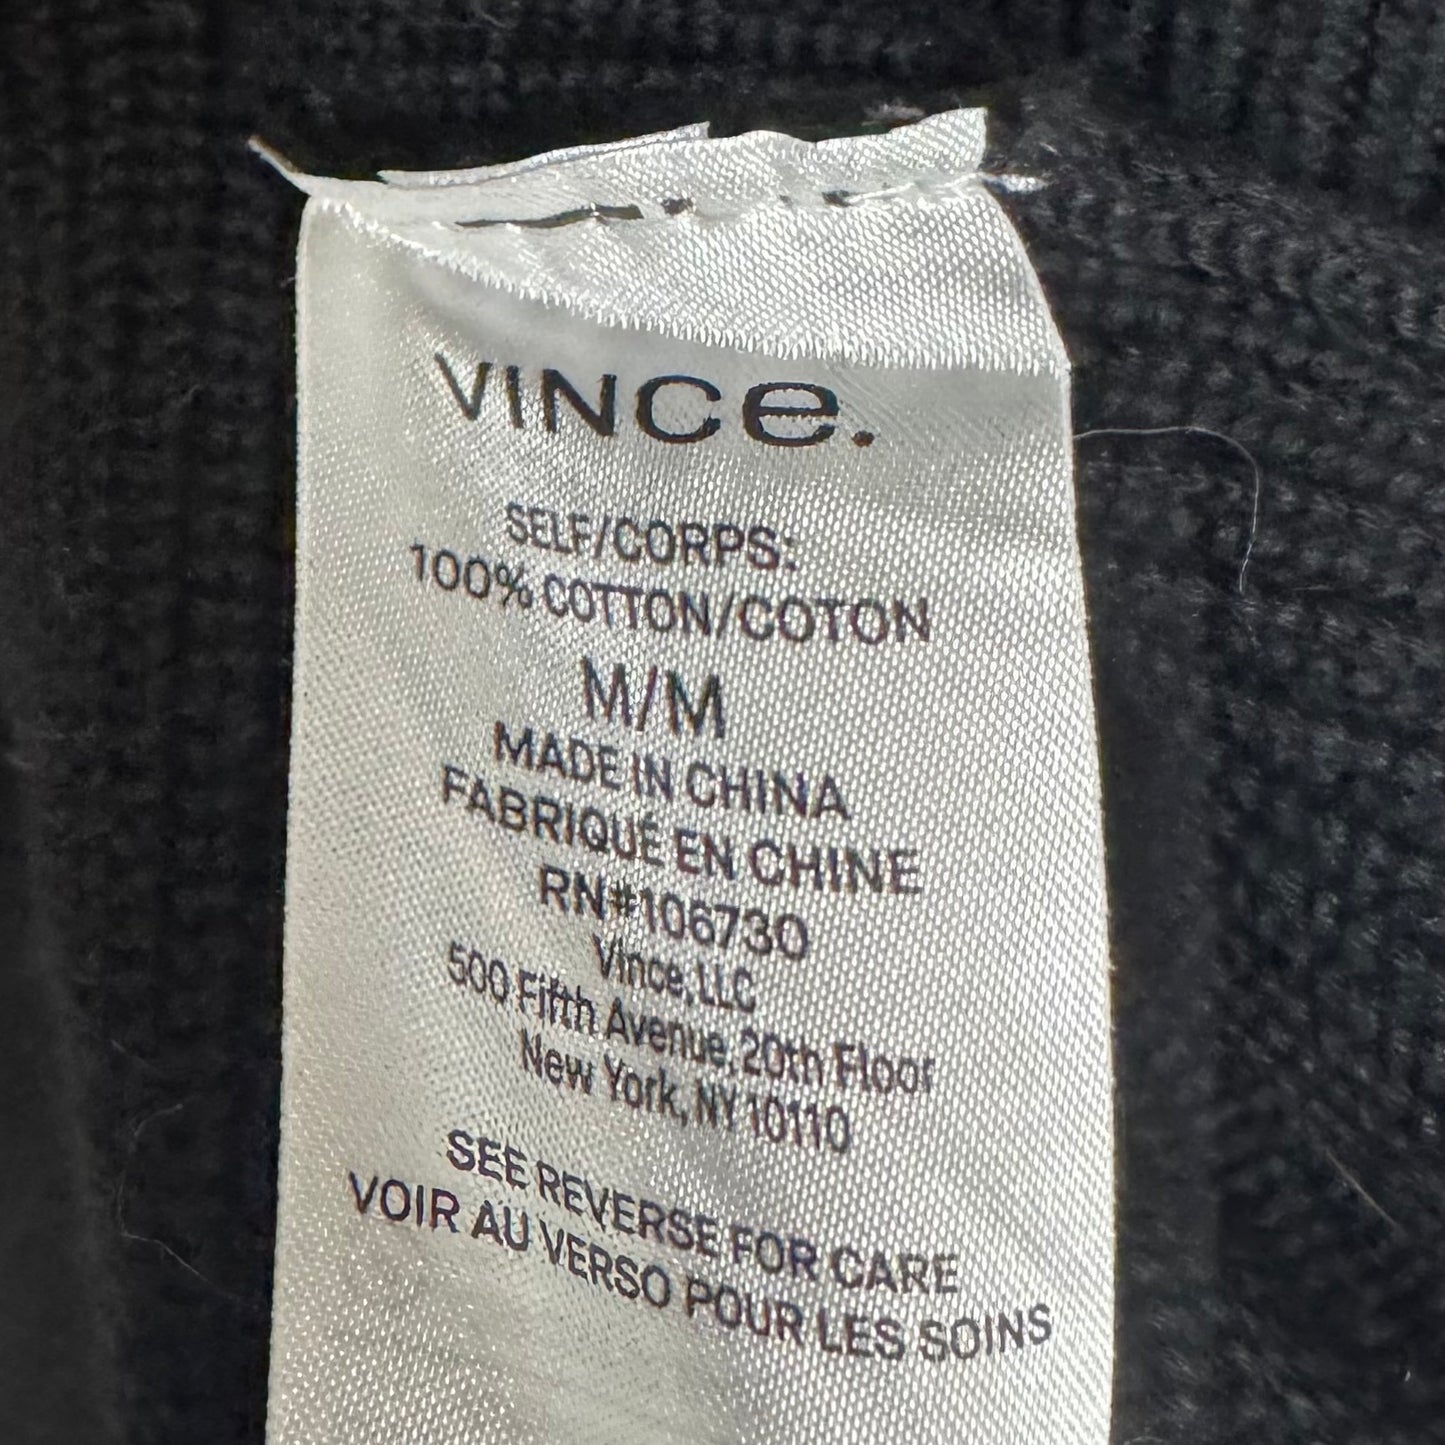 VINCe.
SELF/CORPS:
100% COTTON/COTON
M/M
MADE IN CHINA
FABRIQUÉ EN CHINE
RN#106730
Vince, LLC
500 Fifth Avenue, 20th Floor
New York, NY 10110
SEE REVERSE FOR CARE
VOIR AU VERSO POUR LES SOINS